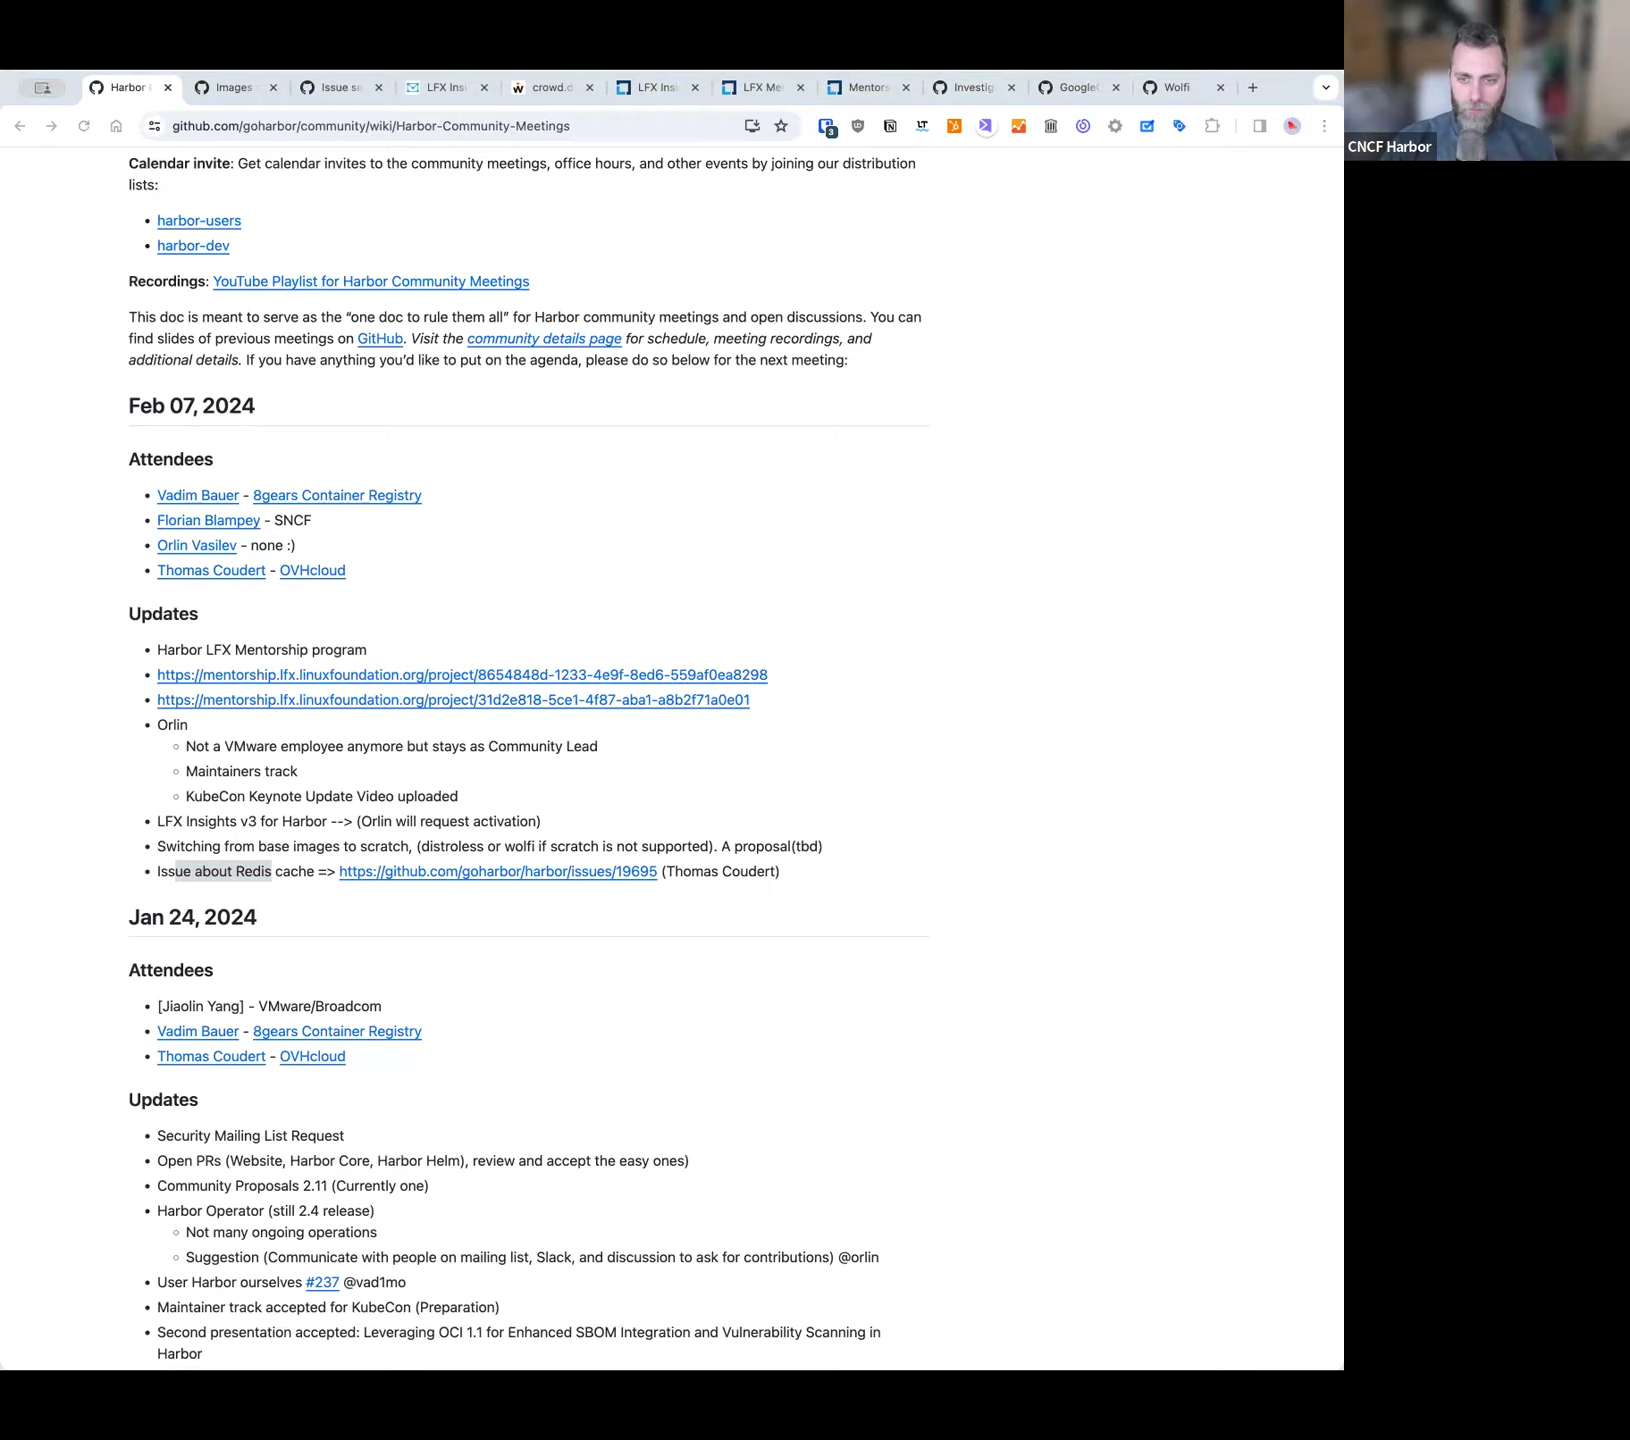 Harbor (
Images
Issue se
LFX Insi
crowd.d
LFX Insi
LFX Me
Mentors
Investig
Google(
Wolfi
github.com/goharbor/community/wiki/Harbor-Community-Meetings
CNCF Harbor
Calendar invite: Get calendar invites to the community meetings, office hours, and other events by joining our distribution
lists:
• harbor-users
• harbor-dev
Recordings: YouTube Playlist for Harbor Community Meetings
This doc is meant to serve as the “one doc to rule them all” for Harbor community meetings and open discussions. You can
find slides of previous meetings on GitHub. Visit the community details page for schedule, meeting recordings, and
additional details. If you have anything you’d like to put on the agenda, please do so below for the next meeting:
Feb 07, 2024
Attendees
• Vadim Bauer - 8gears Container Registry
• Florian Blampey - SNCF
• Orlin Vasilev - none :)
• Thomas Coudert - OVHcloud
Updates
• Harbor LFX Mentorship program
• https://mentorship.lfx.linuxfoundation.org/project/8654848d-1233-4e9f-8ed6-559af0ea8298
• https://mentorship.lfx.linuxfoundation.org/project/31d2e818-5ce1-4f87-aba1-a8b2f71a0e01
• Orlin
◦ Not a VMware employee anymore but stays as Community Lead
◦ Maintainers track
◦ KubeCon Keynote Update Video uploaded
• LFX Insights v3 for Harbor --> (Orlin will request activation)
• Switching from base images to scratch, (distroless or wolfi if scratch is not supported). A proposal(tbd)
• Issue about Redis cache => https://github.com/goharbor/harbor/issues/19695 (Thomas Coudert)
Jan 24, 2024
Attendees
• [Jiaolin Yang] - VMware/Broadcom
• Vadim Bauer - 8gears Container Registry
• Thomas Coudert - OVHcloud
Updates
• Security Mailing List Request
• Open PRs (Website, Harbor Core, Harbor Helm), review and accept the easy ones)
• Community Proposals 2.11 (Currently one)
• Harbor Operator (still 2.4 release)
◦ Not many ongoing operations
◦ Suggestion (Communicate with people on mailing list, Slack, and discussion to ask for contributions) @orlin
• User Harbor ourselves #237 @vad1mo
• Maintainer track accepted for KubeCon (Preparation)
• Second presentation accepted: Leveraging OCI 1.1 for Enhanced SBOM Integration and Vulnerability Scanning in
Harbor